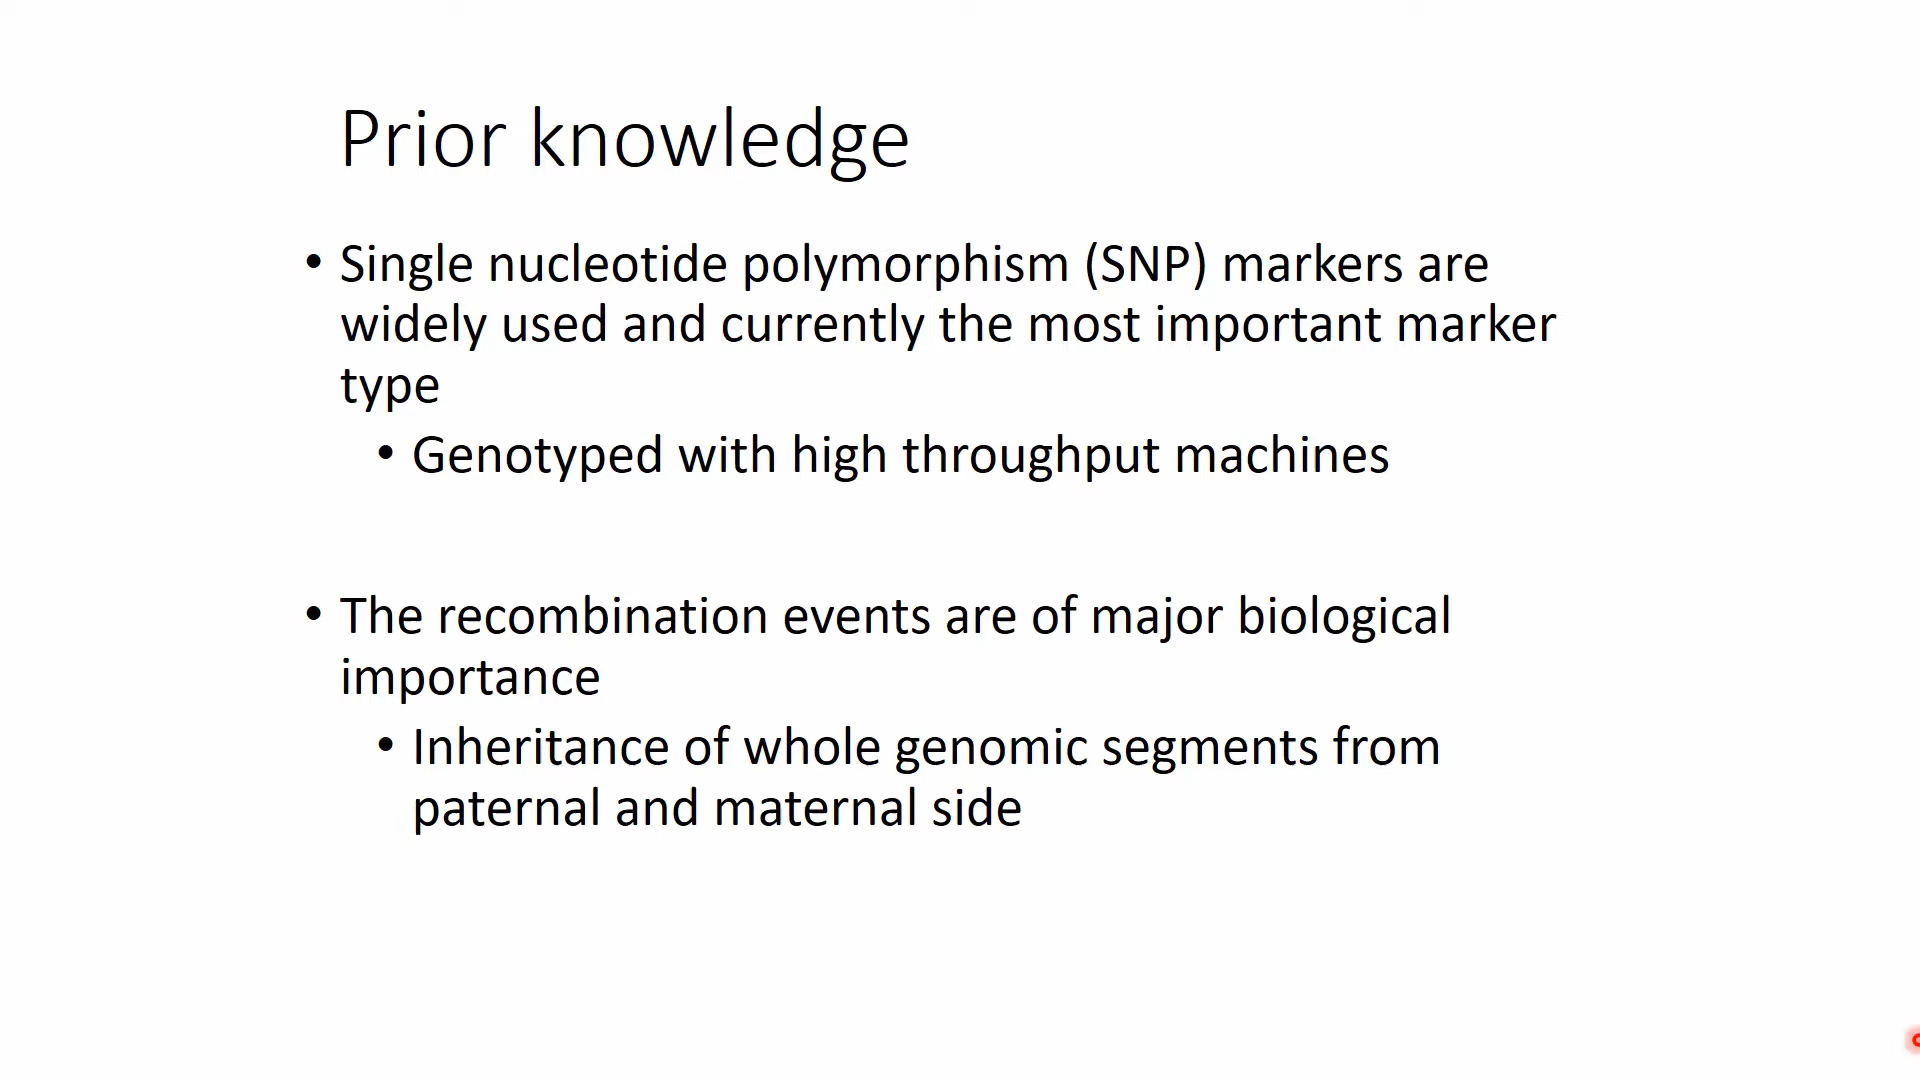 Prior knowledge
• Single nucleotide polymorphism (SNP) markers are
widely used and currently the most important marker
type
• Genotyped with high throughput machines
• The recombination events are of major biological
importance
• Inheritance of whole genomic segments from
paternal and maternal side